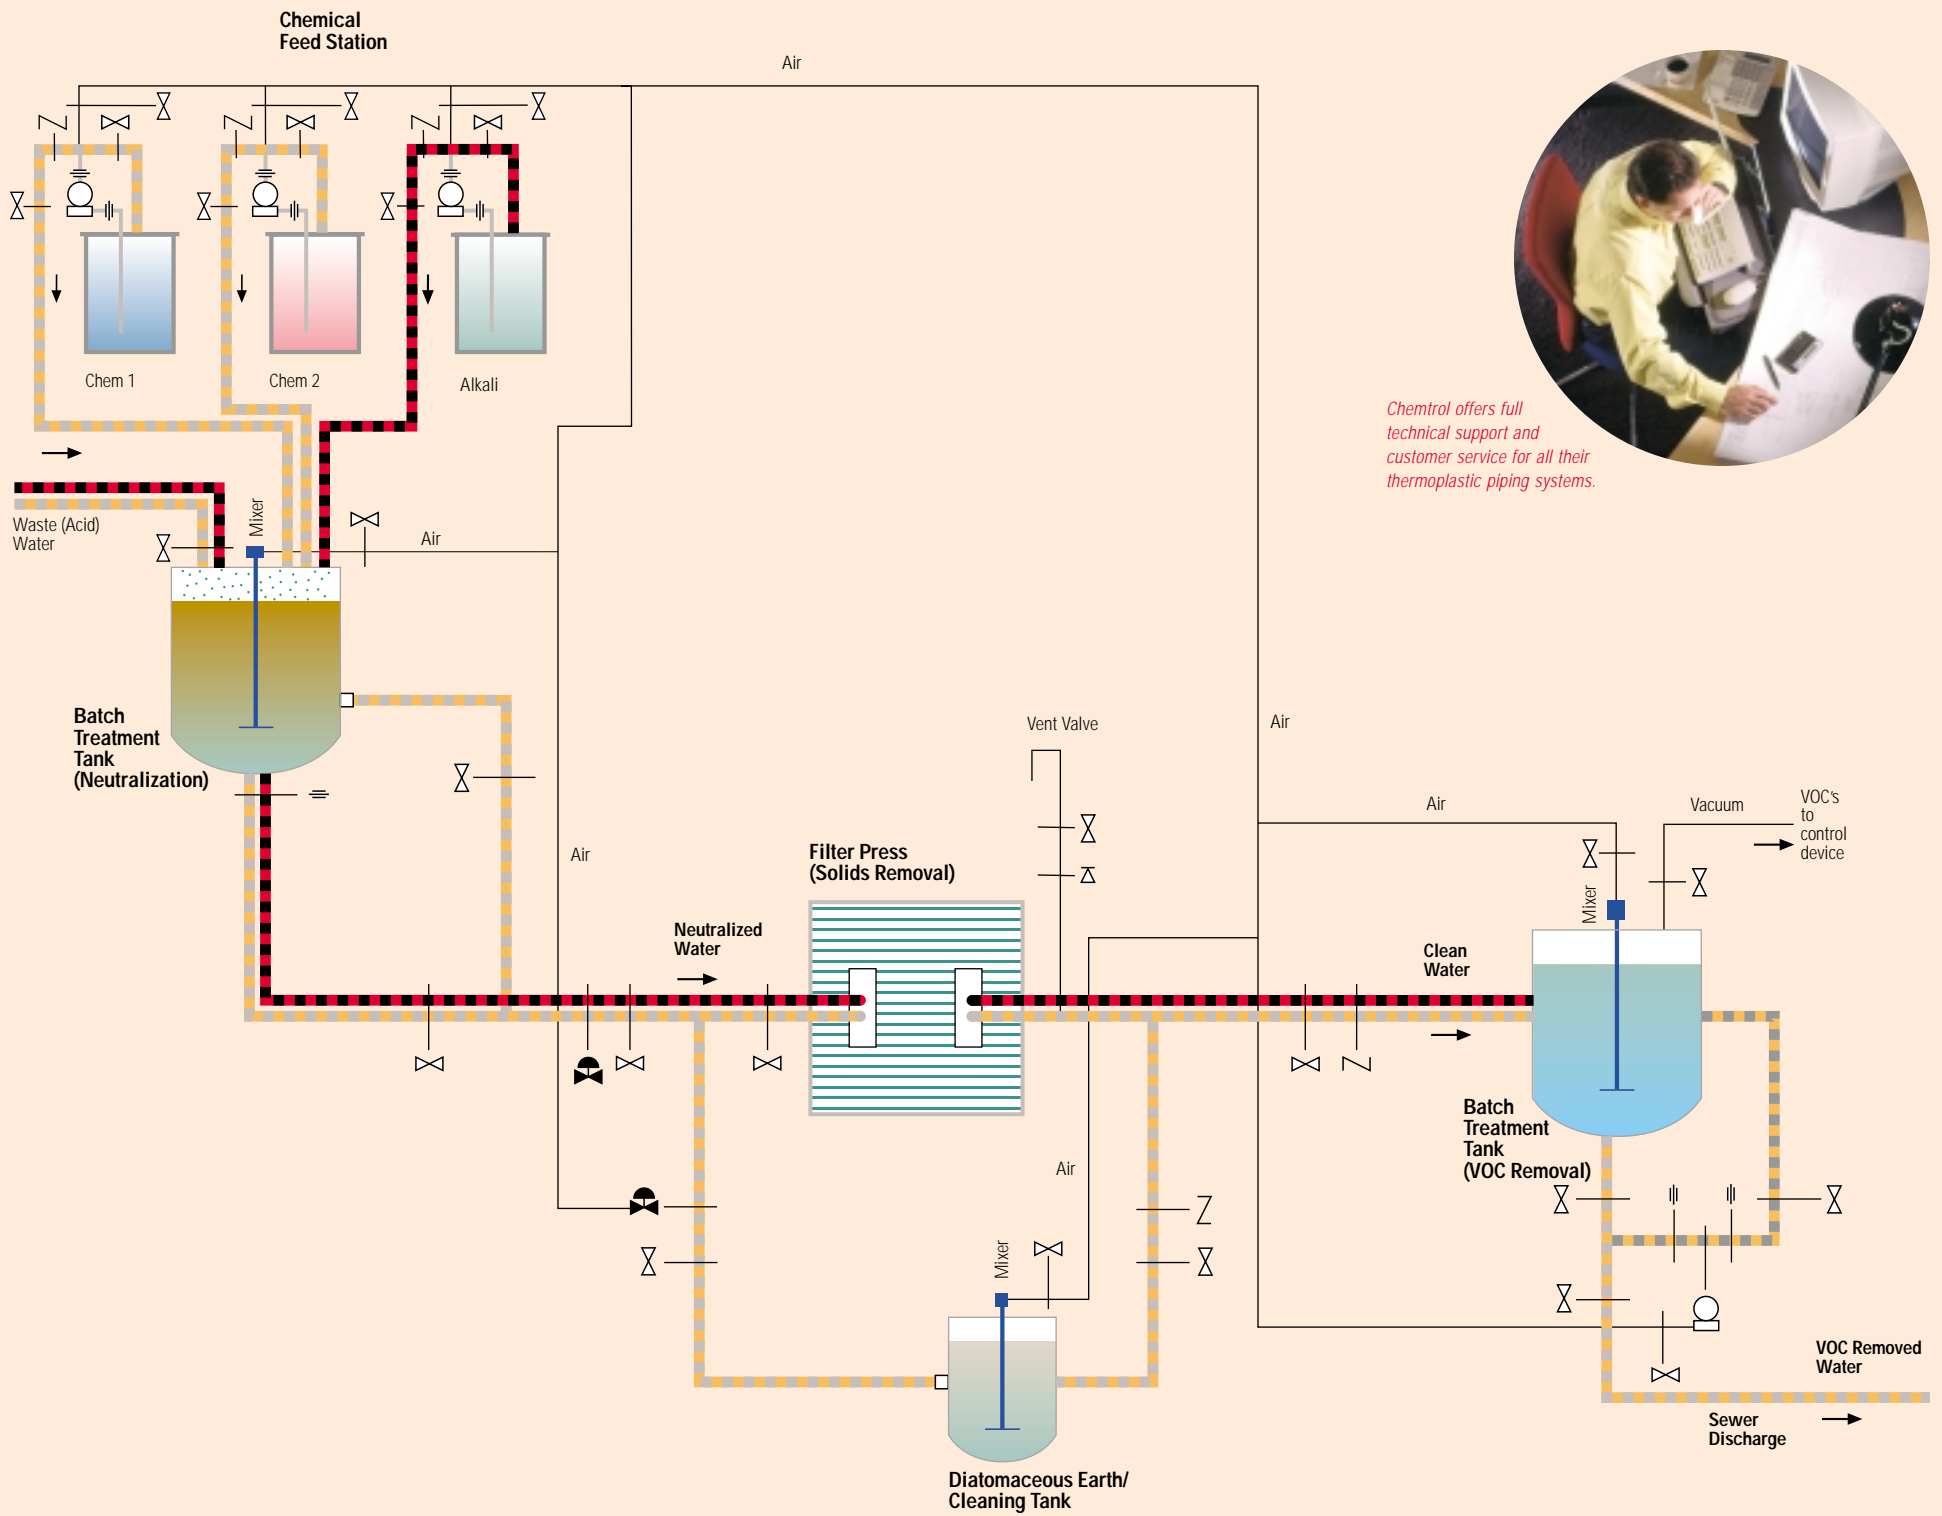 Chemical
Feed Station
Air
Chem 1
Chem 2
Alkali
Chemtrol offers full
technical support and
customer service for all their
thermoplastic piping systems.
Waste (Acid)
Water
Mixer
Air
Batch
Treatment
Tank
(Neutralization)
Air
Vent Valve
Air
Air
Vacuum
VOC's
to
control
device
Filter Press
(Solids Removal)
Mixer
Neutralized
Water
Clean
Water
Batch
Treatment
Tank
(VOC Removal)
Air
Mixer
VOC Removed
Water
Sewer
Discharge
Diatomaceous Earth/
Cleaning Tank